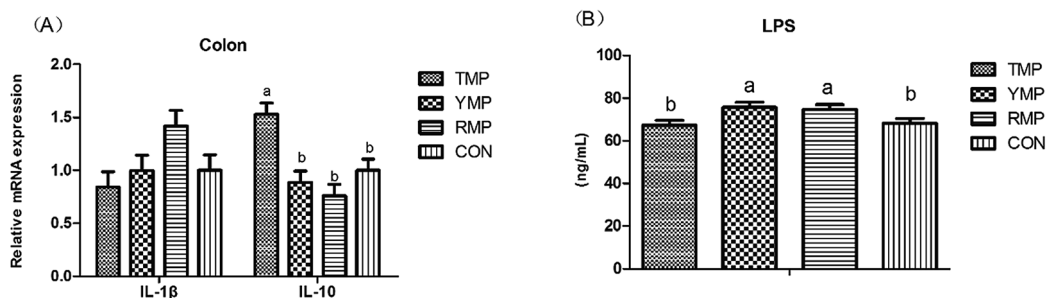 (A)
Colon
Relative mRNA expression
2.0
1.5
1.0
0.5
0.0
a
b
b
b
IL-1β
IL-10
TMP
YMP
RMP
CON
(B)
LPS
(ng/mL)
100
80
60
40
20
0
b
a
a
b
TMP
YMP
RMP
CON